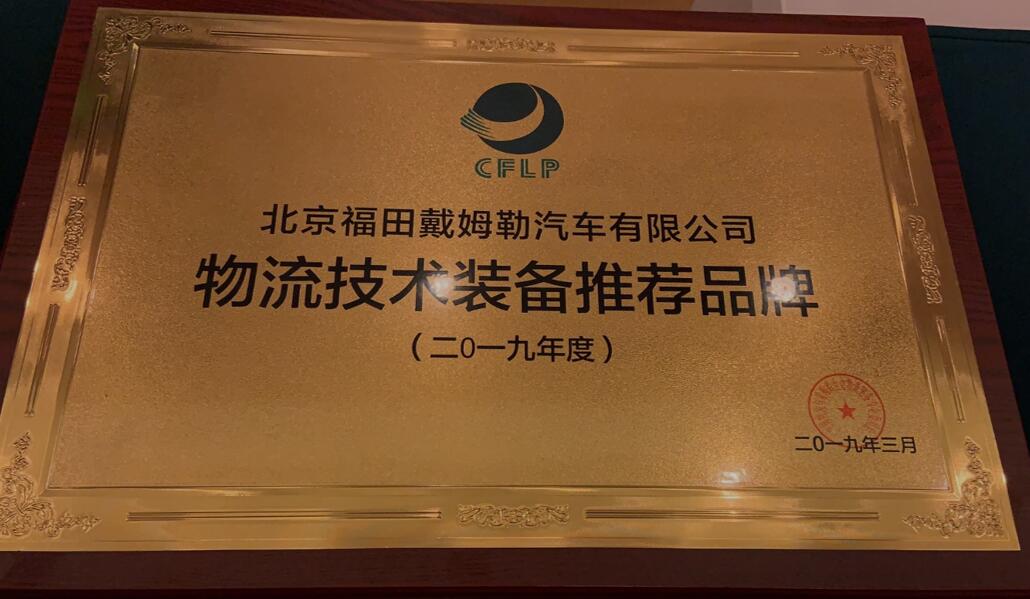 CFLP
北京福田戴姆勒汽车有限公司
物流技术装备推荐品牌
（二0一九年度）
二0一九年三月